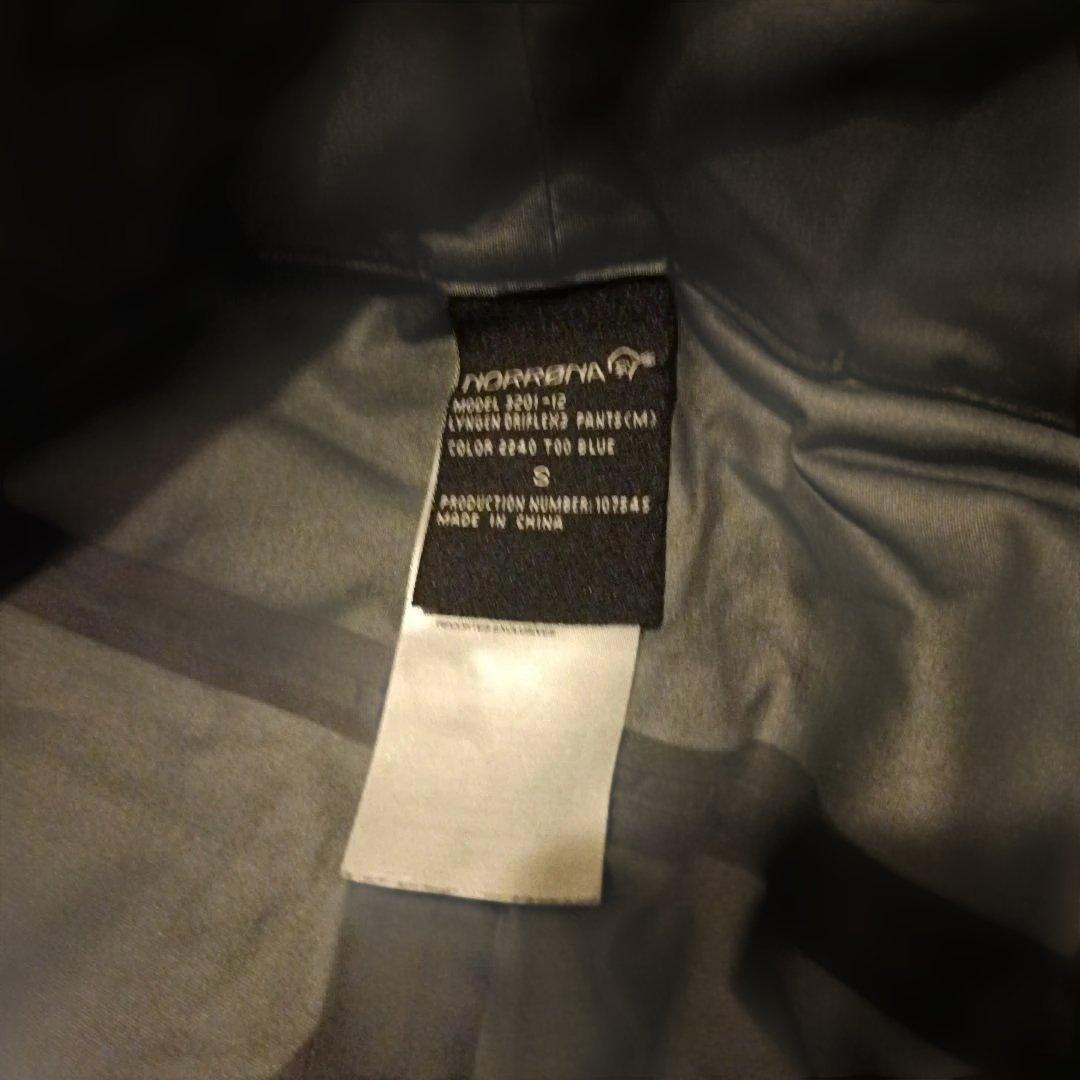 NORRØNA
MODEL 3201-12
LYNGEN DRIFLEX3 PANTS(M)
COLOR 2240 TOO BLUE
S
PRODUCTION NUMBER: 107545
MADE IN CHINA